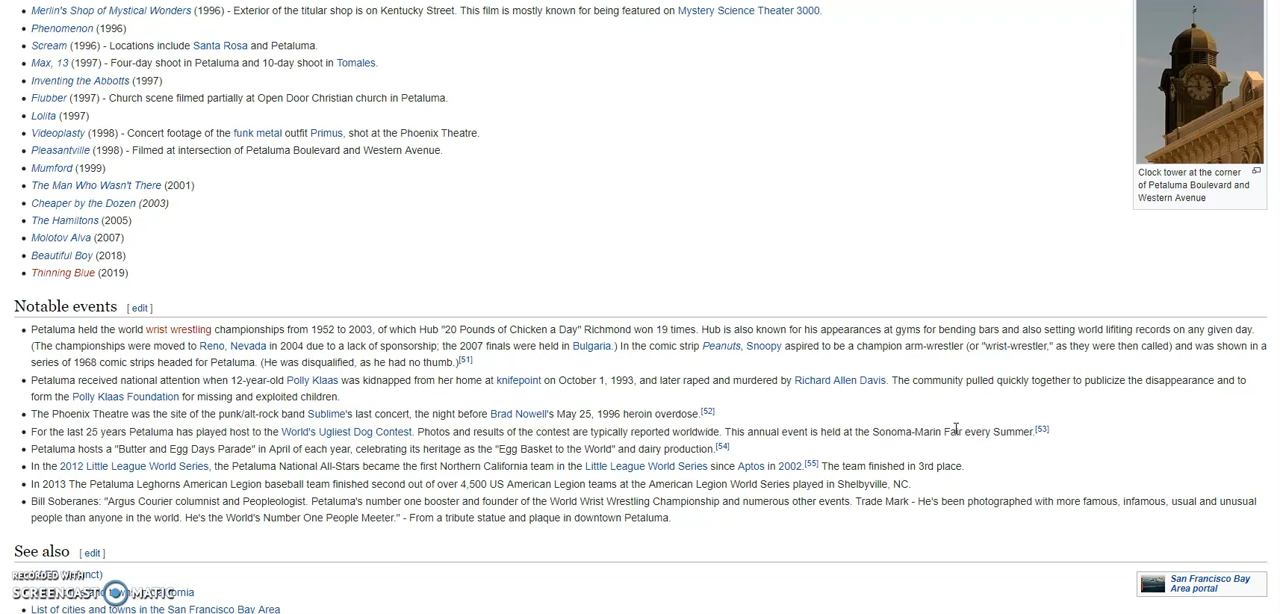 Merlin's Shop of Mystical Wonders (1996) - Exterior of the titular shop is on Kentucky Street. This film is mostly known for being featured on Mystery Science Theater 3000.
Phenomenon (1996)
Scream (1996) - Locations include Santa Rosa and Petaluma.
Max, 13 (1997) - Four-day shoot in Petaluma and 10-day shoot in Tomales.
Inventing the Abbotts (1997)
Flubber (1997) - Church scene filmed partially at Open Door Christian church in Petaluma.
Lolita (1997)
Videoplasty (1998) - Concert footage of the funk metal outfit Primus, shot at the Phoenix Theatre.
Pleasantville (1998) - Filmed at intersection of Petaluma Boulevard and Western Avenue.
Mumford (1999)
The Man Who Wasn't There (2001)
Cheaper by the Dozen (2003)
The Hamiltons (2005)
Molotov Alva (2007)
Beautiful Boy (2018)
Thinning Blue (2019)
Clock tower at the corner
of Petaluma Boulevard and
Western Avenue
Notable events [ edit ]
Petaluma held the world wrist wrestling championships from 1952 to 2003, of which Hub "20 Pounds of Chicken a Day" Richmond won 19 times. Hub is also known for his appearances at gyms for bending bars and also setting world lifiting records on any given day.
(The championships were moved to Reno, Nevada in 2004 due to a lack of sponsorship; the 2007 finals were held in Bulgaria.) In the comic strip Peanuts, Snoopy aspired to be a champion arm-wrestler (or "wrist-wrestler," as they were then called) and was shown in a
series of 1968 comic strips headed for Petaluma. (He was disqualified, as he had no thumb.)[51]
Petaluma received national attention when 12-year-old Polly Klaas was kidnapped from her home at knifepoint on October 1, 1993, and later raped and murdered by Richard Allen Davis. The community pulled quickly together to publicize the disappearance and to
form the Polly Klaas Foundation for missing and exploited children.
The Phoenix Theatre was the site of the punk/alt-rock band Sublime's last concert, the night before Brad Nowell's May 25, 1996 heroin overdose.[52]
For the last 25 years Petaluma has played host to the World's Ugliest Dog Contest. Photos and results of the contest are typically reported worldwide. This annual event is held at the Sonoma-Marin Fair every Summer.[53]
Petaluma hosts a "Butter and Egg Days Parade" in April of each year, celebrating its heritage as the "Egg Basket to the World" and dairy production.[54]
In the 2012 Little League World Series, the Petaluma National All-Stars became the first Northern California team in the Little League World Series since Aptos in 2002.[55] The team finished in 3rd place.
In 2013 The Petaluma Leghorns American Legion baseball team finished second out of over 4,500 US American Legion teams at the American Legion World Series played in Shelbyville, NC.
Bill Soberanes: "Argus Courier columnist and Peopleologist. Petaluma's number one booster and founder of the World Wrist Wrestling Championship and numerous other events. Trade Mark - He's been photographed with more famous, infamous, usual and unusual
people than anyone in the world. He's the World's Number One People Meeter." - From a tribute statue and plaque in downtown Petaluma.
See also [ edit ]
RECORDED WITH
SCREENCAST MATIC
List of cities and towns in the San Francisco Bay Area
San Francisco Bay
Area portal